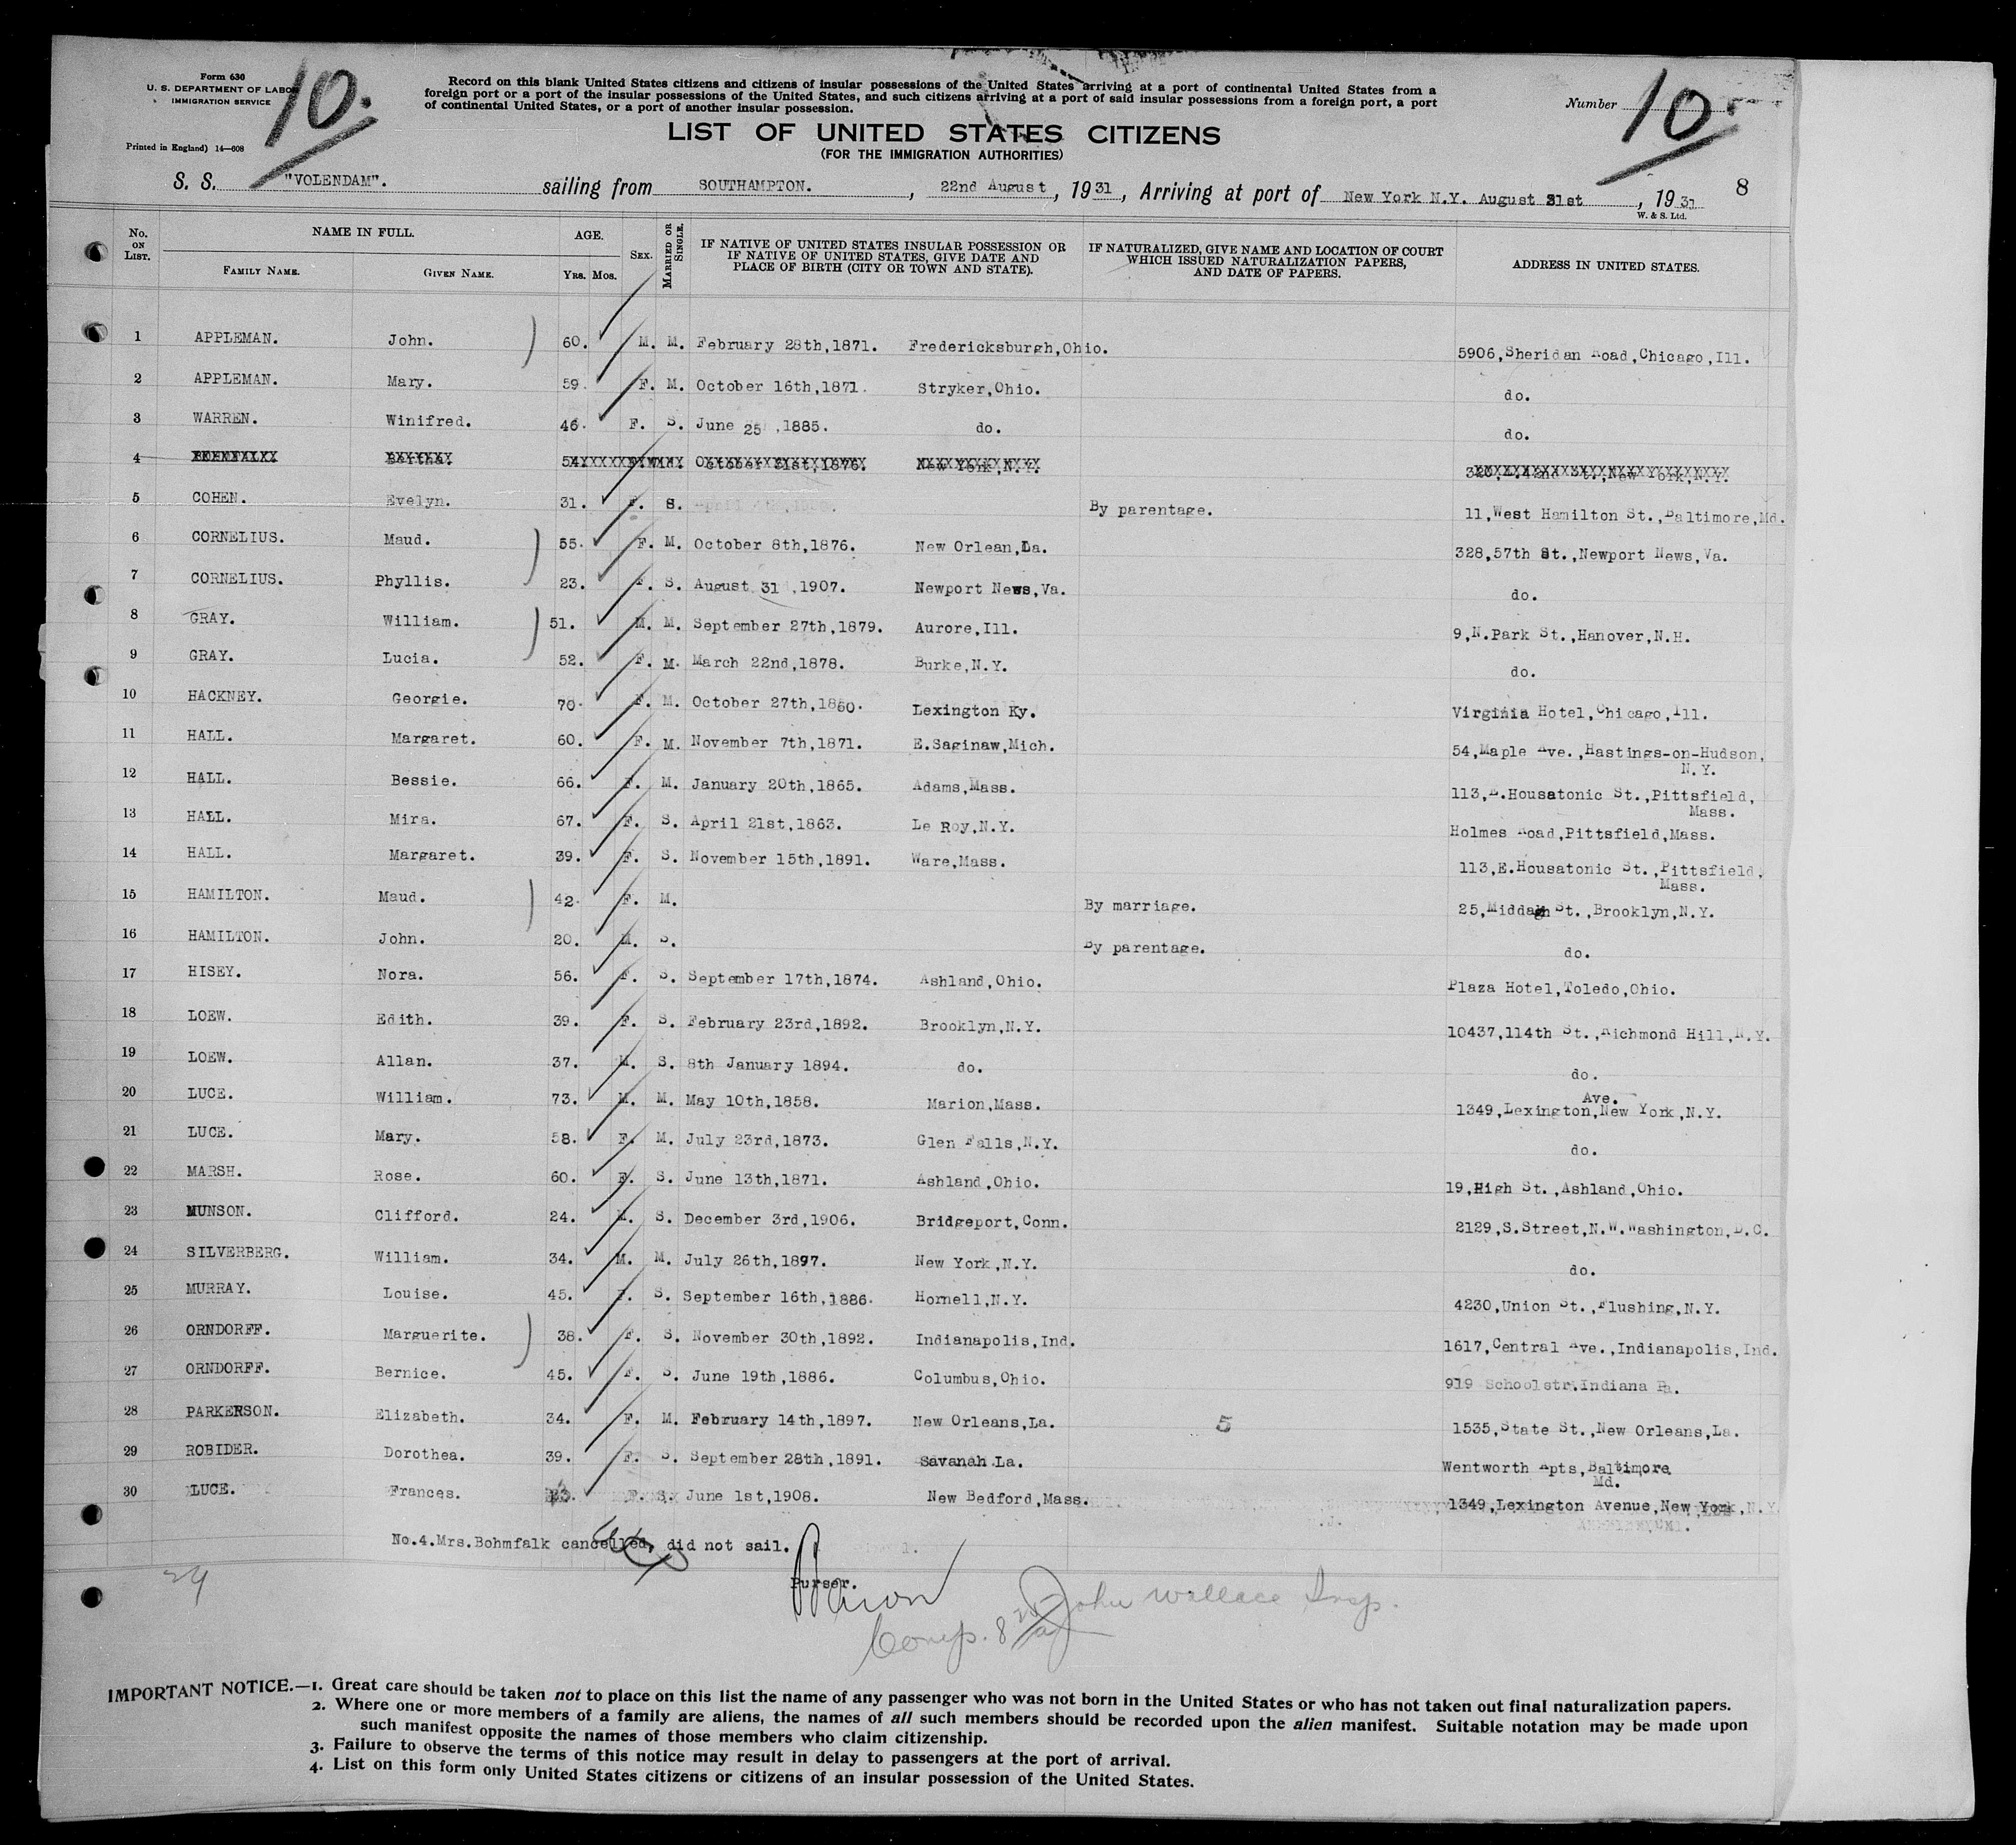 Form 630
U. S. DEPARTMENT OF LABOR
IMMIGRATION SERVICE
Printed in England) 14—608
10.
Record on this blank United States citizens and citizens of insular possessions of the United States arriving at a port of continental United States from a
foreign port or a port of the insular possessions of the United States, and such citizens arriving at a port of said insular possessions from a foreign port, a port
of continental United States, or a port of another insular possession.
Number 10
LIST OF UNITED STATES CITIZENS
(FOR THE IMMIGRATION AUTHORITIES)
S. S. "VOLENDAM". sailing from SOUTHAMPTON. , 22nd August , 1931, Arriving at port of New York N.Y. August 31st , 1931 8
W. & S. Ltd.
No. ON LIST. NAME IN FULL. FAMILY NAME. GIVEN NAME. AGE. YRS. MOS. SEX. MARRIED OR SINGLE. IF NATIVE OF UNITED STATES INSULAR POSSESSION OR IF NATIVE OF UNITED STATES, GIVE DATE AND PLACE OF BIRTH (CITY OR TOWN AND STATE). IF NATURALIZED, GIVE NAME AND LOCATION OF COURT WHICH ISSUED NATURALIZATION PAPERS, AND DATE OF PAPERS. ADDRESS IN UNITED STATES.
1 APPLEMAN. John. 60. M. M. February 28th,1871. Fredericksburgh,Ohio. 5906,Sheridan Road,Chicago,Ill.
2 APPLEMAN. Mary. 59. F. M. October 16th,1871. Stryker,Ohio. do.
3 WARREN. Winifred. 46. F. S. June 25 ,1885. do. do.
4 54 October 31st,1876. New York,N.Y. 42nd St.,New York,N.Y.
5 COHEN. Evelyn. 31. F. S. By parentage. 11,West Hamilton St.,Baltimore,Md.
6 CORNELIUS. Maud. 55. F. M. October 8th,1876. New Orlean,La. 328,57th St.,Newport News,Va.
7 CORNELIUS. Phyllis. 23. F. S. August 31 ,1907. Newport News,Va. do.
8 GRAY. William. 51. M. M. September 27th,1879. Aurore,Ill. 9,N.Park St.,Hanover,N.H.
9 GRAY. Lucia. 52. F. M. March 22nd,1878. Burke,N.Y. do.
10 HACKNEY. Georgie. 70. F. M. October 27th,1860. Lexington Ky. Virginia Hotel,Chicago,Ill.
11 HALL. Margaret. 60. F. M. November 7th,1871. E.Saginaw,Mich. 54,Maple Ave.,Hastings-on-Hudson,
N.Y.
12 HALL. Bessie. 66. F. M. January 20th,1865. Adams,Mass. 113,E.Housatonic St.,Pittsfield,
Mass.
13 HALL. Mira. 67. F. S. April 21st,1863. Le Roy,N.Y. Holmes Road,Pittsfield,Mass.
14 HALL. Margaret. 39. F. S. November 15th,1891. Ware,Mass. 113,E.Housatonic St.,Pittsfield,
Mass.
15 HAMILTON. Maud. 42. F. M. By marriage. 25,Middagh St.,Brooklyn,N.Y.
16 HAMILTON. John. 20. M. S. By parentage. do.
17 HISEY. Nora. 56. F. S. September 17th,1874. Ashland,Ohio. Plaza Hotel,Toledo,Ohio.
18 LOEW. Edith. 39. F. S. February 23rd,1892. Brooklyn,N.Y. 10437,114th St.,Richmond Hill,N.Y.
19 LOEW. Allan. 37. M. S. 8th January 1894. do. do.
20 LUCE. William. 73. M. M. May 10th,1858. Marion,Mass. 1349,Lexington Ave.,New York,N.Y.
21 LUCE. Mary. 58. F. M. July 23rd,1873. Glen Falls,N.Y. do.
22 MARSH. Rose. 60. F. S. June 13th,1871. Ashland,Ohio. 19,High St.,Ashland,Ohio.
23 MUNSON. Clifford. 24. M. S. December 3rd,1906. Bridgeport,Conn. 2129,S.Street,N.W.Washington,D.C.
24 SILVERBERG. William. 34. M. M. July 26th,1897. New York,N.Y. do.
25 MURRAY. Louise. 45. F. S. September 16th,1886. Hornell,N.Y. 4230,Union St.,Flushing,N.Y.
26 ORNDORFF. Marguerite. 38. F. S. November 30th,1892. Indianapolis,Ind. 1617,Central Ave.,Indianapolis,Ind.
27 ORNDORFF. Bernice. 45. F. S. June 19th,1886. Columbus,Ohio. 919 Schoolstr.Indiana Pa.
28 PARKERSON. Elizabeth. 34. F. M. February 14th,1897. New Orleans,La. 5 1535,State St.,New Orleans,La.
29 ROBIDER. Dorothea. 39. F. S. September 28th,1891. Savanah La. Wentworth Apts,Baltimore
Md.
30 LUCE. Frances. 23. F. S. June 1st,1908. New Bedford,Mass. 1349,Lexington Avenue,New York,N.Y.
No.4.Mrs.Bohmfalk cancelled, did not sail.
29
Purser.
John Wallace Insp.
Comp. 8
IMPORTANT NOTICE.—1. Great care should be taken not to place on this list the name of any passenger who was not born in the United States or who has not taken out final naturalization papers.
2. Where one or more members of a family are aliens, the names of all such members should be recorded upon the alien manifest. Suitable notation may be made upon
such manifest opposite the names of those members who claim citizenship.
3. Failure to observe the terms of this notice may result in delay to passengers at the port of arrival.
4. List on this form only United States citizens or citizens of an insular possession of the United States.